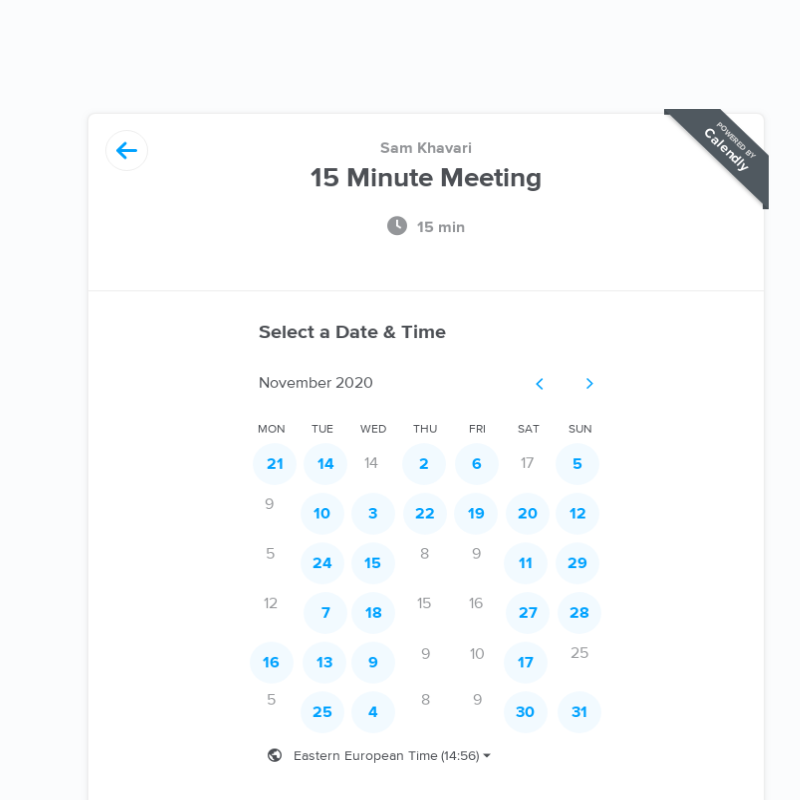 POWERED BY
Calendly
Sam Khavari
15 Minute Meeting
15 min
Select a Date & Time
November 2020
MON TUE WED THU FRI SAT SUN
21 14 14 2 6 17 5
9 10 3 22 19 20 12
5 24 15 8 9 11 29
12 7 18 15 16 27 28
16 13 9 9 10 17 25
5 25 4 8 9 30 31
Eastern European Time (14:56)